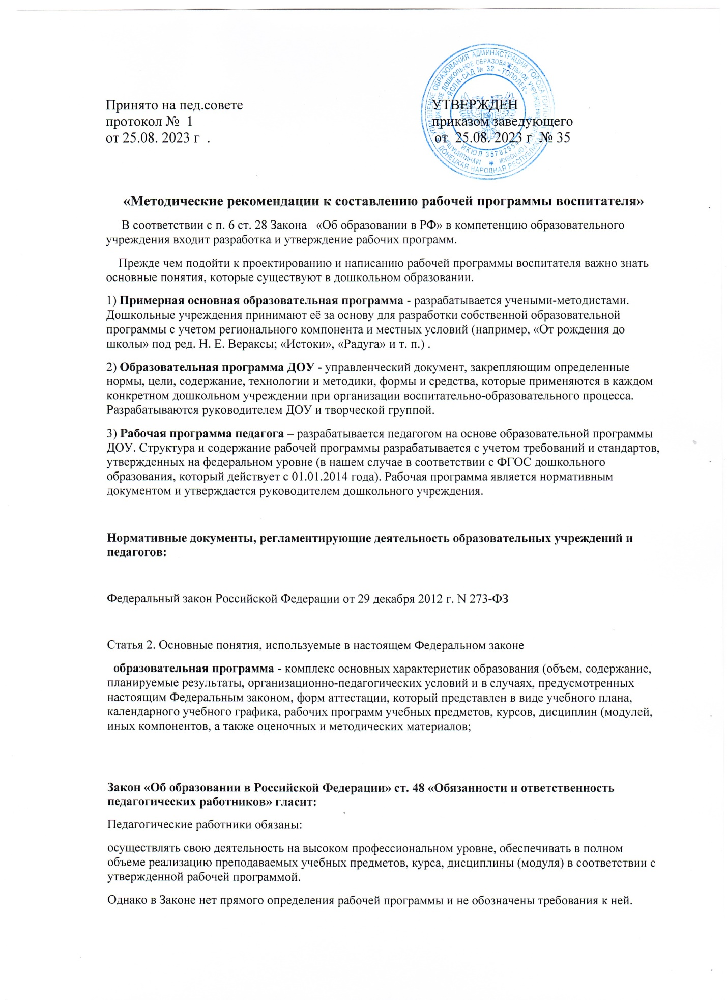 УПРАВЛЕНИЕ ОБРАЗОВАНИЯ АДМИНИСТРАЦИИ ГОРОДА
ДОНЕЦКАЯ НАРОДНАЯ РЕСПУБЛИКА
ДОШКОЛЬНОЕ ОБРАЗОВАТЕЛЬНОЕ УЧРЕЖДЕНИЕ
«ЯСЛИ-САД № 32 «ТОПОЛЕК»
ИКЮЛ 35782954
Принято на пед.совете УТВЕРЖДЕН
протокол № 1 приказом заведующего
от 25.08. 2023 г . от 25.08. 2023 г № 35
«Методические рекомендации к составлению рабочей программы воспитателя»
В соответствии с п. 6 ст. 28 Закона «Об образовании в РФ» в компетенцию образовательного
учреждения входит разработка и утверждение рабочих программ.
Прежде чем подойти к проектированию и написанию рабочей программы воспитателя важно знать
основные понятия, которые существуют в дошкольном образовании.
1) Примерная основная образовательная программа - разрабатывается учеными-методистами.
Дошкольные учреждения принимают её за основу для разработки собственной образовательной
программы с учетом регионального компонента и местных условий (например, «От рождения до
школы» под ред. Н. Е. Вераксы; «Истоки», «Радуга» и т. п.) .
2) Образовательная программа ДОУ - управленческий документ, закрепляющим определенные
нормы, цели, содержание, технологии и методики, формы и средства, которые применяются в каждом
конкретном дошкольном учреждении при организации воспитательно-образовательного процесса.
Разрабатываются руководителем ДОУ и творческой группой.
3) Рабочая программа педагога – разрабатывается педагогом на основе образовательной программы
ДОУ. Структура и содержание рабочей программы разрабатывается с учетом требований и стандартов,
утвержденных на федеральном уровне (в нашем случае в соответствии с ФГОС дошкольного
образования, который действует с 01.01.2014 года). Рабочая программа является нормативным
документом и утверждается руководителем дошкольного учреждения.
Нормативные документы, регламентирующие деятельность образовательных учреждений и
педагогов:
Федеральный закон Российской Федерации от 29 декабря 2012 г. N 273-ФЗ
Статья 2. Основные понятия, используемые в настоящем Федеральном законе
образовательная программа - комплекс основных характеристик образования (объем, содержание,
планируемые результаты, организационно-педагогических условий и в случаях, предусмотренных
настоящим Федеральным законом, форм аттестации, который представлен в виде учебного плана,
календарного учебного графика, рабочих программ учебных предметов, курсов, дисциплин (модулей,
иных компонентов, а также оценочных и методических материалов;
Закон «Об образовании в Российской Федерации» ст. 48 «Обязанности и ответственность
педагогических работников» гласит:
Педагогические работники обязаны:
осуществлять свою деятельность на высоком профессиональном уровне, обеспечивать в полном
объеме реализацию преподаваемых учебных предметов, курса, дисциплины (модуля) в соответствии с
утвержденной рабочей программой.
Однако в Законе нет прямого определения рабочей программы и не обозначены требования к ней.